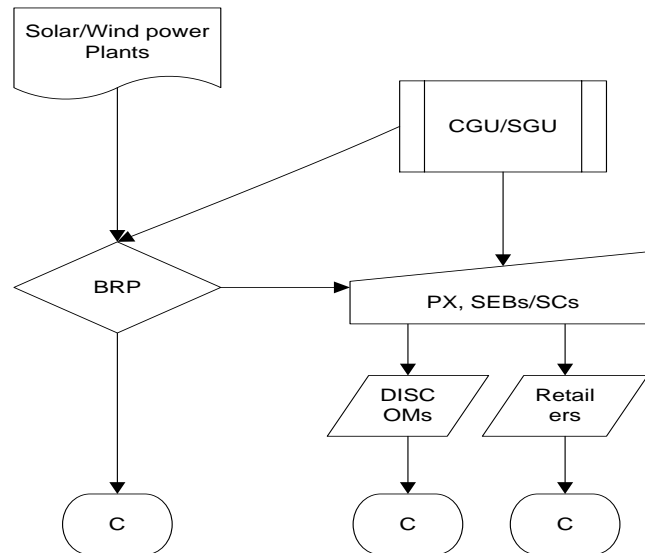 Solar/Wind power
Plants
CGU/SGU
BRP
PX, SEBs/SCs
DISC
OMs
Retail
ers
C
C
C